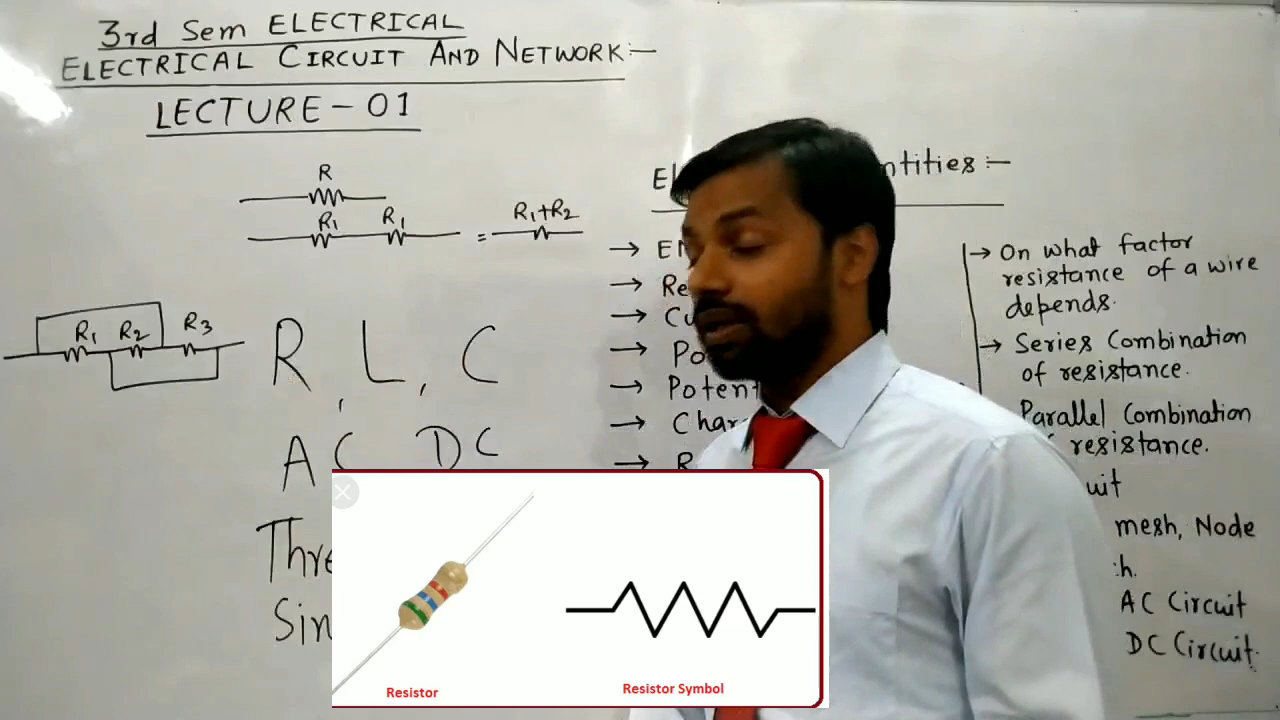 3rd Sem ELECTRICAL
ELECTRICAL CIRCUIT AND NETWORK:-
LECTURE-01
R
R1 R1 = R1+R2
R1 R2 R3
R, L, C
AC DC
ntities:-
→
→
→
→
→ Potent
→
→
→ On what factor
resistance of a wire
depends.
→ Series Combination
of resistance.
Parallel Combination
resistance.
uit
mesh, Node
h.
AC Circuit
DC Circuit.
Resistor
Resistor Symbol